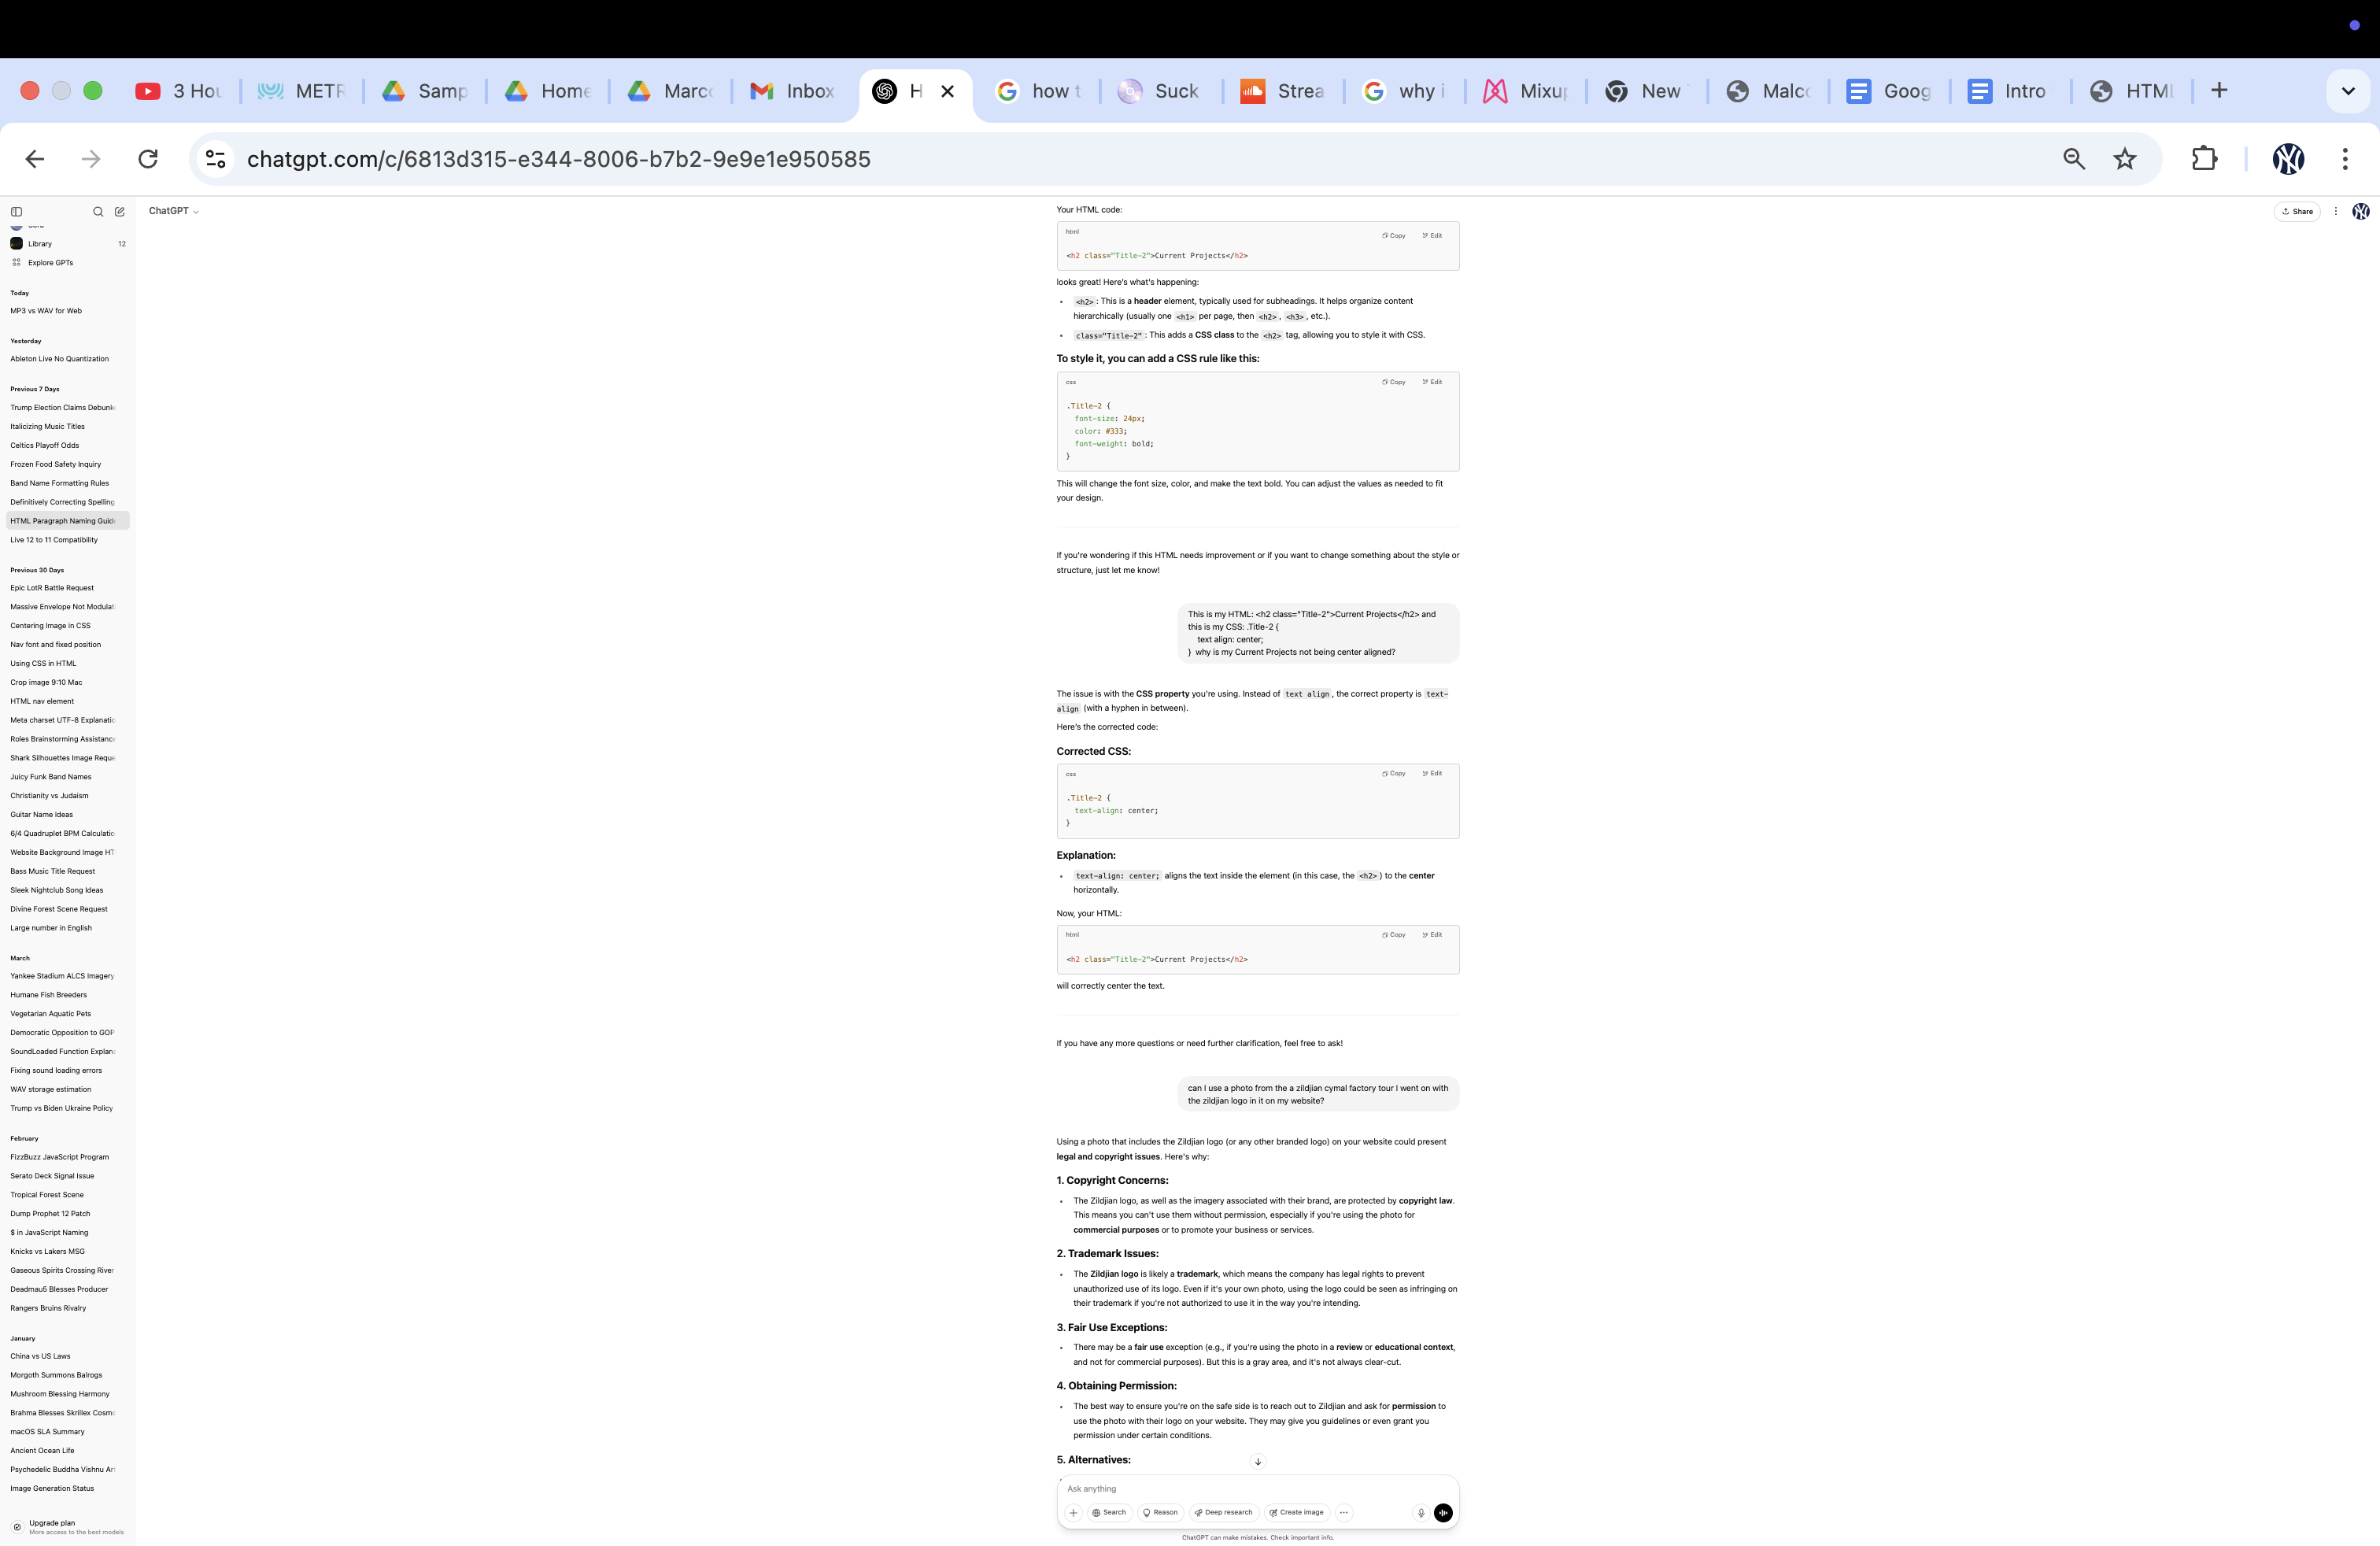 3 Hou
METR
Samp
Home
Marco
Inbox
H
how t
Suck
Strea
why i
Mixup
New
Malco
Goog
Intro
HTML
chatgpt.com/c/6813d315-e344-8006-b7b2-9e9e1e950585
ChatGPT
Share
Library 12
Explore GPTs
Today
MP3 vs WAV for Web
Yesterday
Ableton Live No Quantization
Previous 7 Days
Trump Election Claims Debunk
Italicizing Music Titles
Celtics Playoff Odds
Frozen Food Safety Inquiry
Band Name Formatting Rules
Definitively Correcting Spelling
HTML Paragraph Naming Guid
Live 12 to 11 Compatibility
Previous 30 Days
Epic LotR Battle Request
Massive Envelope Not Modulat
Centering Image in CSS
Nav font and fixed position
Using CSS in HTML
Crop image 9:10 Mac
HTML nav element
Meta charset UTF-8 Explanatio
Roles Brainstorming Assistance
Shark Silhouettes Image Reque
Juicy Funk Band Names
Christianity vs Judaism
Guitar Name Ideas
6/4 Quadruplet BPM Calculatio
Website Background Image HT
Bass Music Title Request
Sleek Nightclub Song Ideas
Divine Forest Scene Request
Large number in English
March
Yankee Stadium ALCS Imagery
Humane Fish Breeders
Vegetarian Aquatic Pets
Democratic Opposition to GOP
SoundLoaded Function Explana
Fixing sound loading errors
WAV storage estimation
Trump vs Biden Ukraine Policy
February
FizzBuzz JavaScript Program
Serato Deck Signal Issue
Tropical Forest Scene
Dump Prophet 12 Patch
$ in JavaScript Naming
Knicks vs Lakers MSG
Gaseous Spirits Crossing River
Deadmau5 Blesses Producer
Rangers Bruins Rivalry
January
China vs US Laws
Morgoth Summons Balrogs
Mushroom Blessing Harmony
Brahma Blesses Skrillex Cosmo
macOS SLA Summary
Ancient Ocean Life
Psychedelic Buddha Vishnu Art
Image Generation Status
Upgrade plan
More access to the best models
Your HTML code:
html
Copy Edit
<h2 class="Title-2">Current Projects</h2>
looks great! Here's what's happening:
• <h2>: This is a header element, typically used for subheadings. It helps organize content
hierarchically (usually one <h1> per page, then <h2>, <h3>, etc.).
• class="Title-2": This adds a CSS class to the <h2> tag, allowing you to style it with CSS.
To style it, you can add a CSS rule like this:
css
Copy Edit
.Title-2 {
font-size: 24px;
color: #333;
font-weight: bold;
}
This will change the font size, color, and make the text bold. You can adjust the values as needed to fit
your design.
If you're wondering if this HTML needs improvement or if you want to change something about the style or
structure, just let me know!
This is my HTML: <h2 class="Title-2">Current Projects</h2> and
this is my CSS: .Title-2 {
text align: center;
} why is my Current Projects not being center aligned?
The issue is with the CSS property you're using. Instead of text align, the correct property is text-
align (with a hyphen in between).
Here's the corrected code:
Corrected CSS:
css
Copy Edit
.Title-2 {
text-align: center;
}
Explanation:
• text-align: center; aligns the text inside the element (in this case, the <h2>) to the center
horizontally.
Now, your HTML:
html
Copy Edit
<h2 class="Title-2">Current Projects</h2>
will correctly center the text.
If you have any more questions or need further clarification, feel free to ask!
can I use a photo from the a zildjian cymal factory tour I went on with
the zildjian logo in it on my website?
Using a photo that includes the Zildjian logo (or any other branded logo) on your website could present
legal and copyright issues. Here's why:
1. Copyright Concerns:
• The Zildjian logo, as well as the imagery associated with their brand, are protected by copyright law.
This means you can't use them without permission, especially if you're using the photo for
commercial purposes or to promote your business or services.
2. Trademark Issues:
• The Zildjian logo is likely a trademark, which means the company has legal rights to prevent
unauthorized use of its logo. Even if it's your own photo, using the logo could be seen as infringing on
their trademark if you're not authorized to use it in the way you're intending.
3. Fair Use Exceptions:
• There may be a fair use exception (e.g., if you're using the photo in a review or educational context,
and not for commercial purposes). But this is a gray area, and it's not always clear-cut.
4. Obtaining Permission:
• The best way to ensure you're on the safe side is to reach out to Zildjian and ask for permission to
use the photo with their logo on your website. They may give you guidelines or even grant you
permission under certain conditions.
5. Alternatives:
Ask anything
Search
Reason
Deep research
Create image
ChatGPT can make mistakes. Check important info.